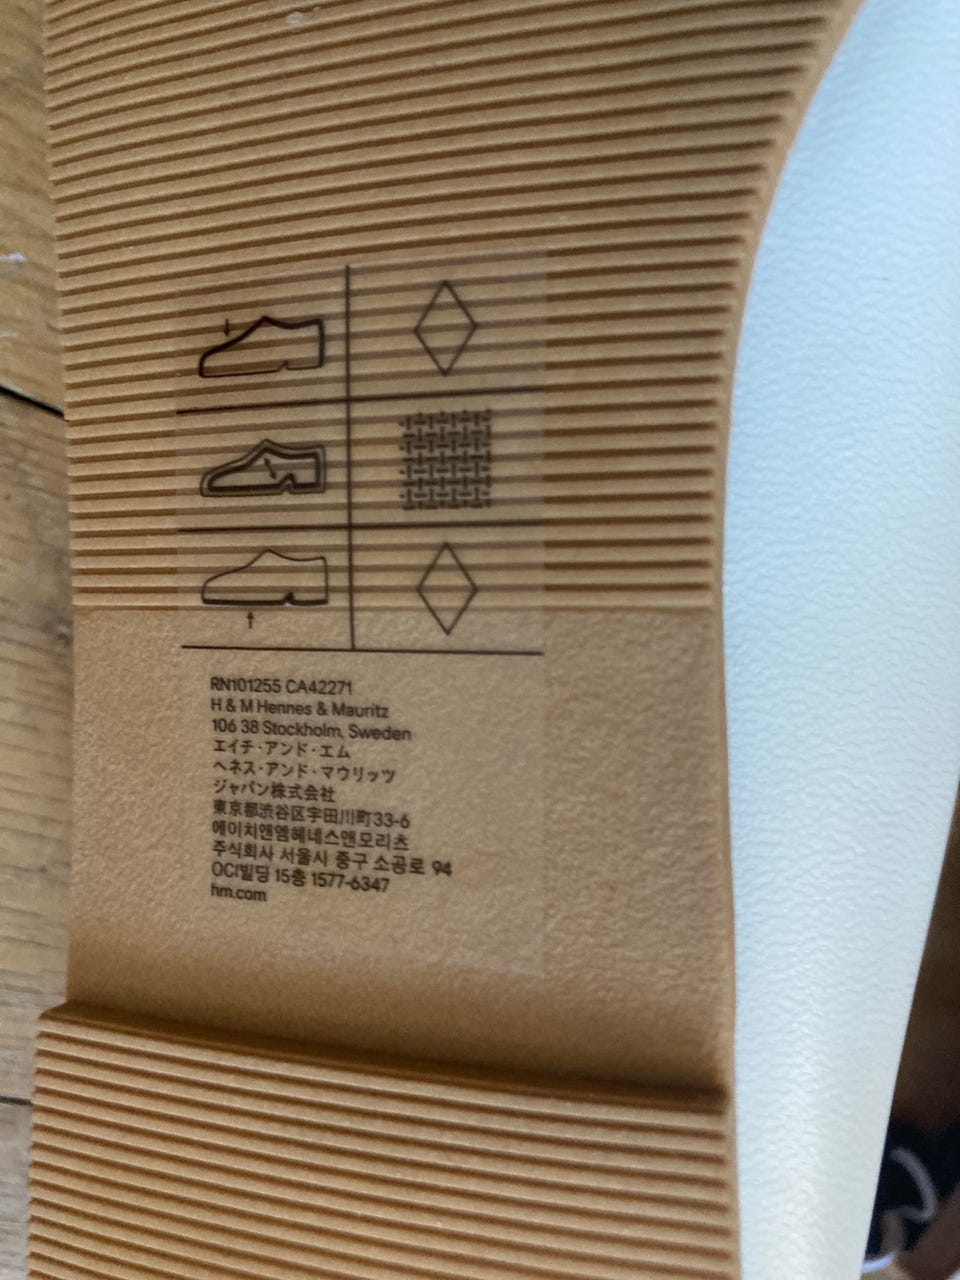 RN101255 CA42271
H & M Hennes & Mauritz
106 38 Stockholm, Sweden
エイチ・アンド・エム
ヘネス・アンド・マウリッツ
ジャパン株式会社
東京都渋谷区宇田川町33-6
에이치앤엠헤네스앤모리츠
주식회사 서울시 중구 소공로 94
OCI빌딩 15층 1577-6347
hm.com